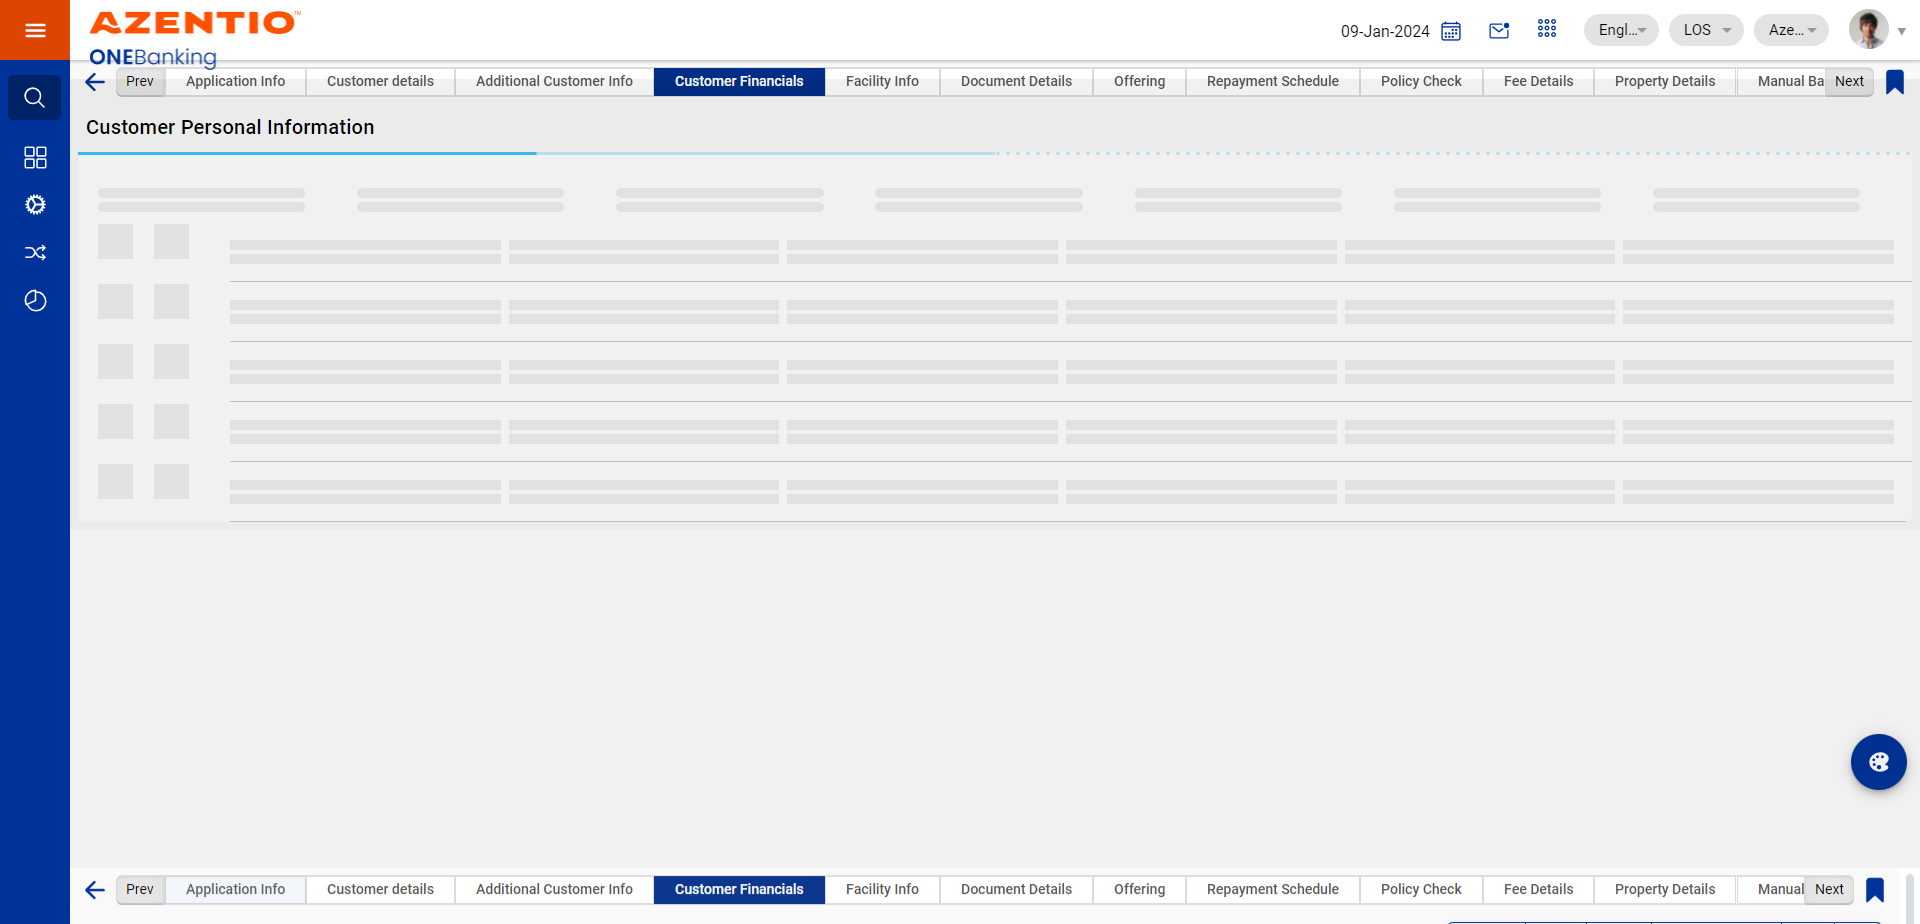 AZENTIO™
ONEBanking
09-Jan-2024
Engl...
LOS
Aze...
Prev
Application Info
Customer details
Additional Customer Info
Customer Financials
Facility Info
Document Details
Offering
Repayment Schedule
Policy Check
Fee Details
Property Details
Manual Ba
Next
Customer Personal Information
Prev
Application Info
Customer details
Additional Customer Info
Customer Financials
Facility Info
Document Details
Offering
Repayment Schedule
Policy Check
Fee Details
Property Details
Manual
Next